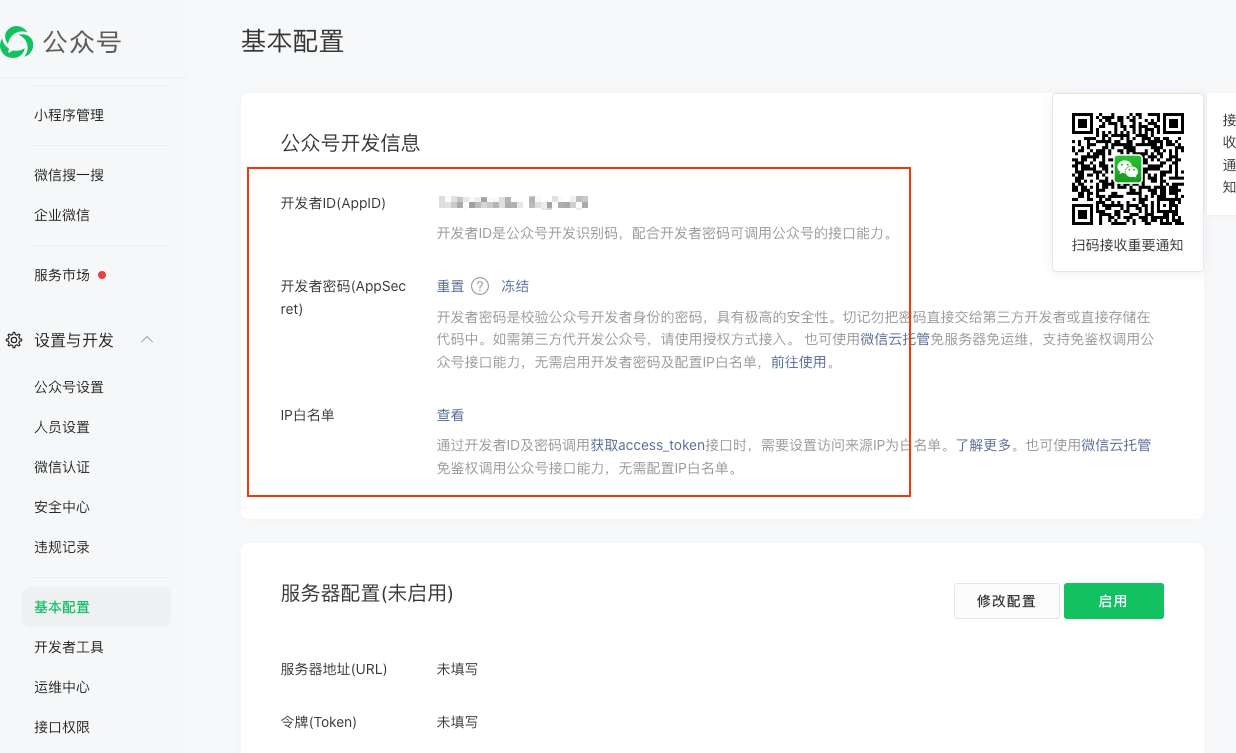 公众号
小程序管理
微信搜一搜
企业微信
服务市场
设置与开发
公众号设置
人员设置
微信认证
安全中心
违规记录
基本配置
开发者工具
运维中心
接口权限
基本配置
公众号开发信息
开发者ID(AppID)
开发者ID是公众号开发识别码，配合开发者密码可调用公众号的接口能力。
开发者密码(AppSec
ret)
重置 ? 冻结
开发者密码是校验公众号开发者身份的密码，具有极高的安全性。切记勿把密码直接交给第三方开发者或直接存储在
代码中。如需第三方代开发公众号，请使用授权方式接入。 也可使用微信云托管免服务器免运维，支持免鉴权调用公
众号接口能力，无需启用开发者密码及配置IP白名单，前往使用。
IP白名单
查看
通过开发者ID及密码调用获取access_token接口时，需要设置访问来源IP为白名单。了解更多。也可使用微信云托管
免鉴权调用公众号接口能力，无需配置IP白名单。
扫码接收重要通知
接
收
通
知
服务器配置(未启用)
修改配置
启用
服务器地址(URL)
未填写
令牌(Token)
未填写